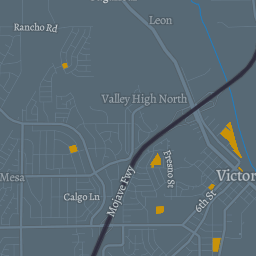 Leon
Rancho Rd
Valley High North
Fresno St
Mesa
Victor
Calgo Ln
Mojave Fwy
6th St